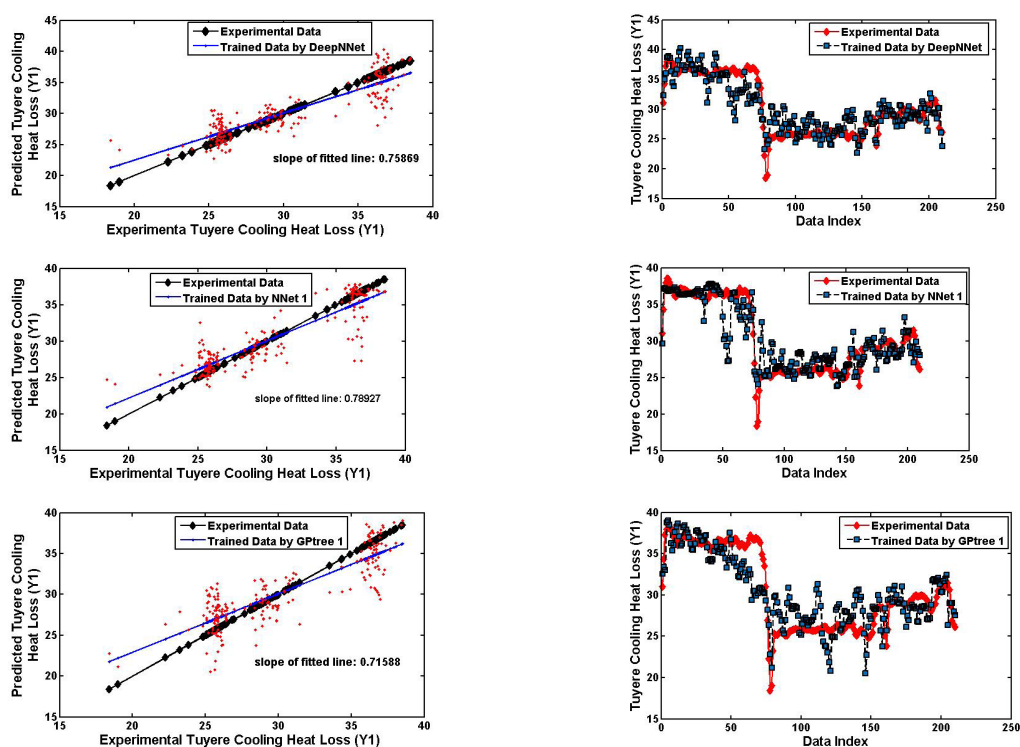 45
40
35
30
25
20
15
15
20
25
30
35
40
Predicted Tuyere Cooling
Heat Loss (Y1)
Experimental Data
Trained Data by DeepNNet
slope of fitted line: 0.75869
Experimenta Tuyere Cooling Heat Loss (Y1)
45
40
35
30
25
20
15
0
50
100
150
200
250
Tuyere Cooling Heat Loss (Y1)
Experimental Data
Trained Data by DeepNNet
Data Index
40
35
30
25
20
15
15
20
25
30
35
40
Predicted Tuyere Cooling
Heat Loss (Y1)
Experimental Data
Trained Data by NNet 1
slope of fitted line: 0.78927
Experimental Tuyere Cooling Heat Loss (Y1)
40
35
30
25
20
15
0
50
100
150
200
250
Tuyere Cooling Heat Loss (Y1)
Experimental Data
Trained Data by NNet 1
Data Index
40
35
30
25
20
15
15
20
25
30
35
40
Predicted Tuyere Cooling
Heat Loss (Y1)
Experimental Data
Trained Data by GPtree 1
slope of fitted line: 0.71588
Experimental Tuyere Cooling Heat Loss (Y1)
40
35
30
25
20
15
0
50
100
150
200
250
Tuyere Cooling Heat Loss (Y1)
Experimental Data
Trained Data by GPtree 1
Data Index